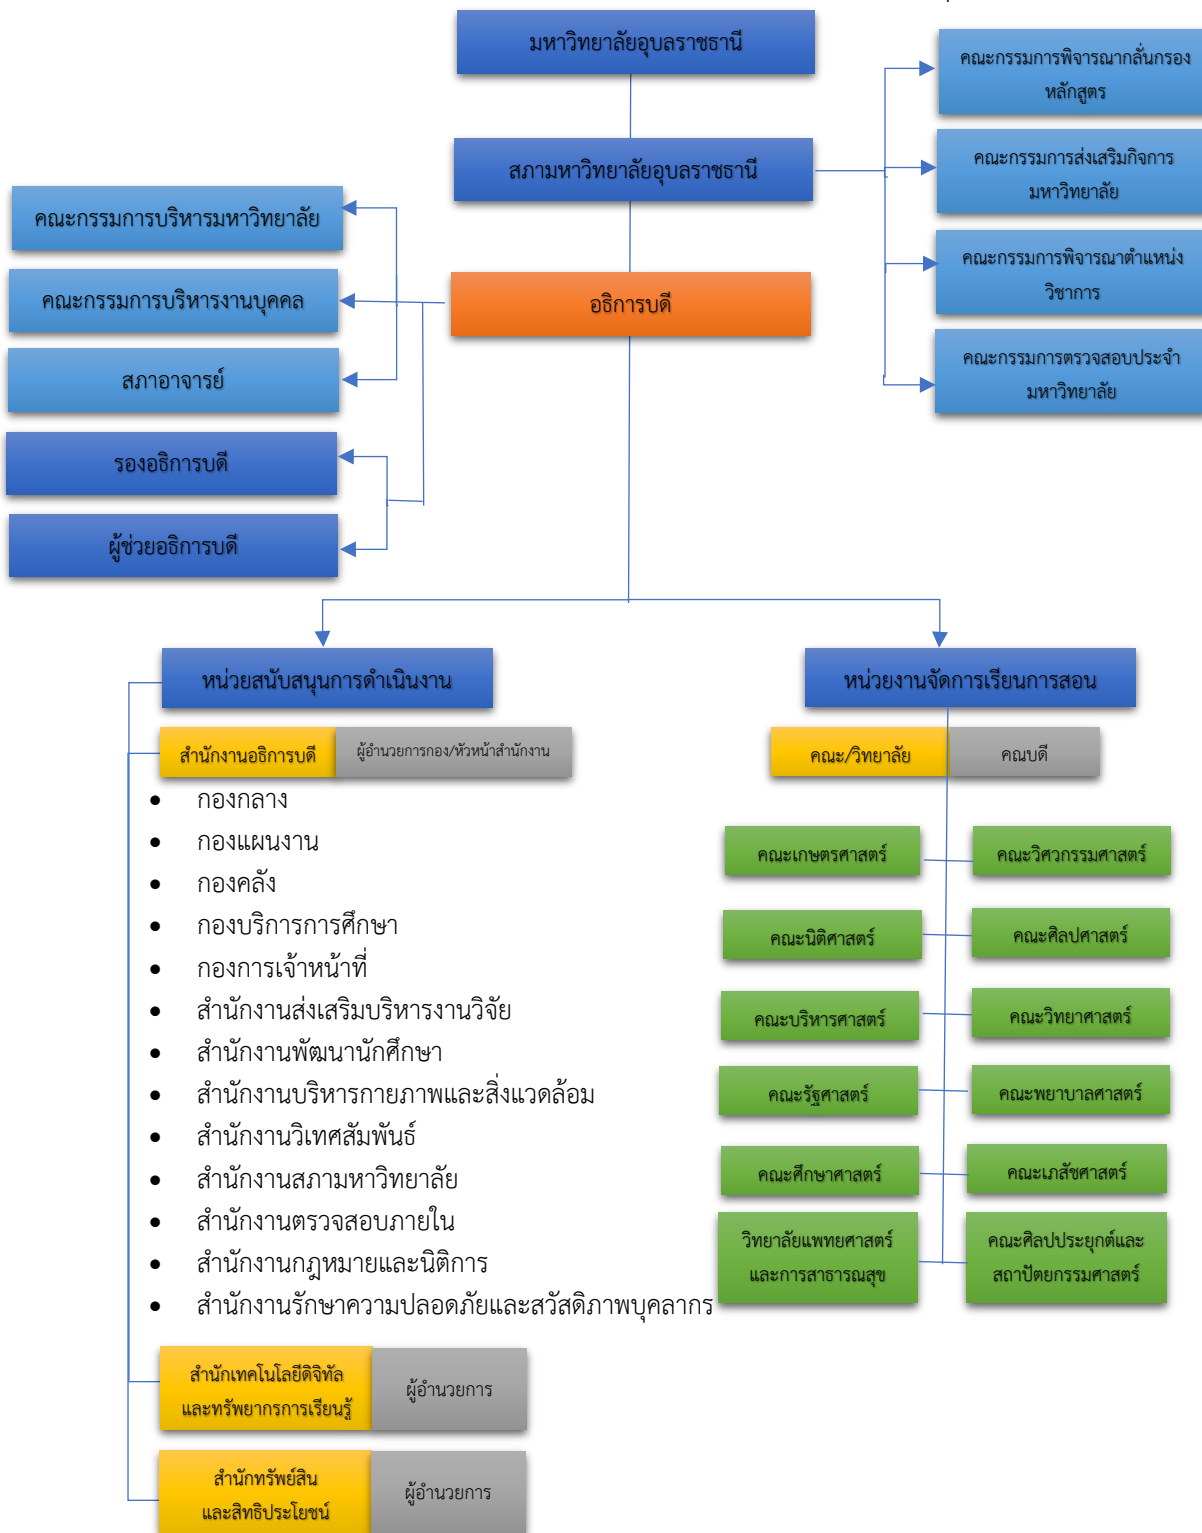 มหาวิทยาลัยอุบลราชธานี
สภามหาวิทยาลัยอุบลราชธานี
อธิการบดี
คณะกรรมการพิจารณากลั่นกรอง
หลักสูตร
คณะกรรมการส่งเสริมกิจการ
มหาวิทยาลัย
คณะกรรมการพิจารณาตำแหน่ง
วิชาการ
คณะกรรมการตรวจสอบประจำ
มหาวิทยาลัย
คณะกรรมการบริหารมหาวิทยาลัย
คณะกรรมการบริหารงานบุคคล
สภาอาจารย์
รองอธิการบดี
ผู้ช่วยอธิการบดี
หน่วยสนับสนุนการดำเนินงาน
สำนักงานอธิการบดี
ผู้อำนวยการกอง/หัวหน้าสำนักงาน
• กองกลาง
• กองแผนงาน
• กองคลัง
• กองบริการการศึกษา
• กองการเจ้าหน้าที่
• สำนักงานส่งเสริมบริหารงานวิจัย
• สำนักงานพัฒนานักศึกษา
• สำนักงานบริหารกายภาพและสิ่งแวดล้อม
• สำนักงานวิเทศสัมพันธ์
• สำนักงานสภามหาวิทยาลัย
• สำนักงานตรวจสอบภายใน
• สำนักงานกฎหมายและนิติการ
• สำนักงานรักษาความปลอดภัยและสวัสดิภาพบุคลากร
สำนักเทคโนโลยีดิจิทัล
และทรัพยากรการเรียนรู้
ผู้อำนวยการ
สำนักทรัพย์สิน
และสิทธิประโยชน์
ผู้อำนวยการ
หน่วยงานจัดการเรียนการสอน
คณะ/วิทยาลัย
คณบดี
คณะเกษตรศาสตร์
คณะวิศวกรรมศาสตร์
คณะนิติศาสตร์
คณะศิลปศาสตร์
คณะบริหารศาสตร์
คณะวิทยาศาสตร์
คณะรัฐศาสตร์
คณะพยาบาลศาสตร์
คณะศึกษาศาสตร์
คณะเภสัชศาสตร์
วิทยาลัยแพทยศาสตร์
และการสาธารณสุข
คณะศิลปประยุกต์และ
สถาปัตยกรรมศาสตร์